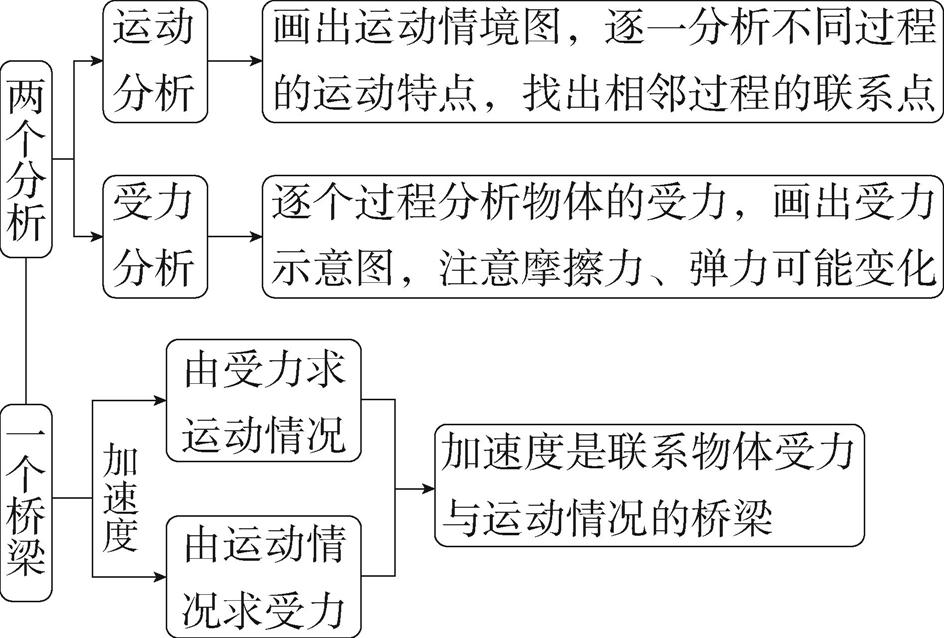 两个分析
运动
分析
画出运动情境图，逐一分析不同过程
的运动特点，找出相邻过程的联系点
受力
分析
逐个过程分析物体的受力，画出受力
示意图，注意摩擦力、弹力可能变化
一个桥梁
加速度
由受力求
运动情况
由运动情
况求受力
加速度是联系物体受力
与运动情况的桥梁